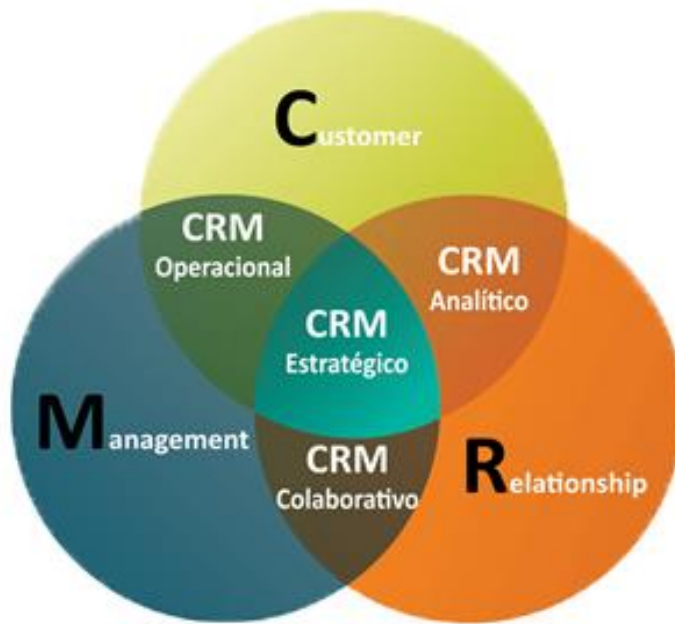 Customer
CRM
Operacional
CRM
Analítico
CRM
Estratégico
Management
CRM
Colaborativo
Relationship